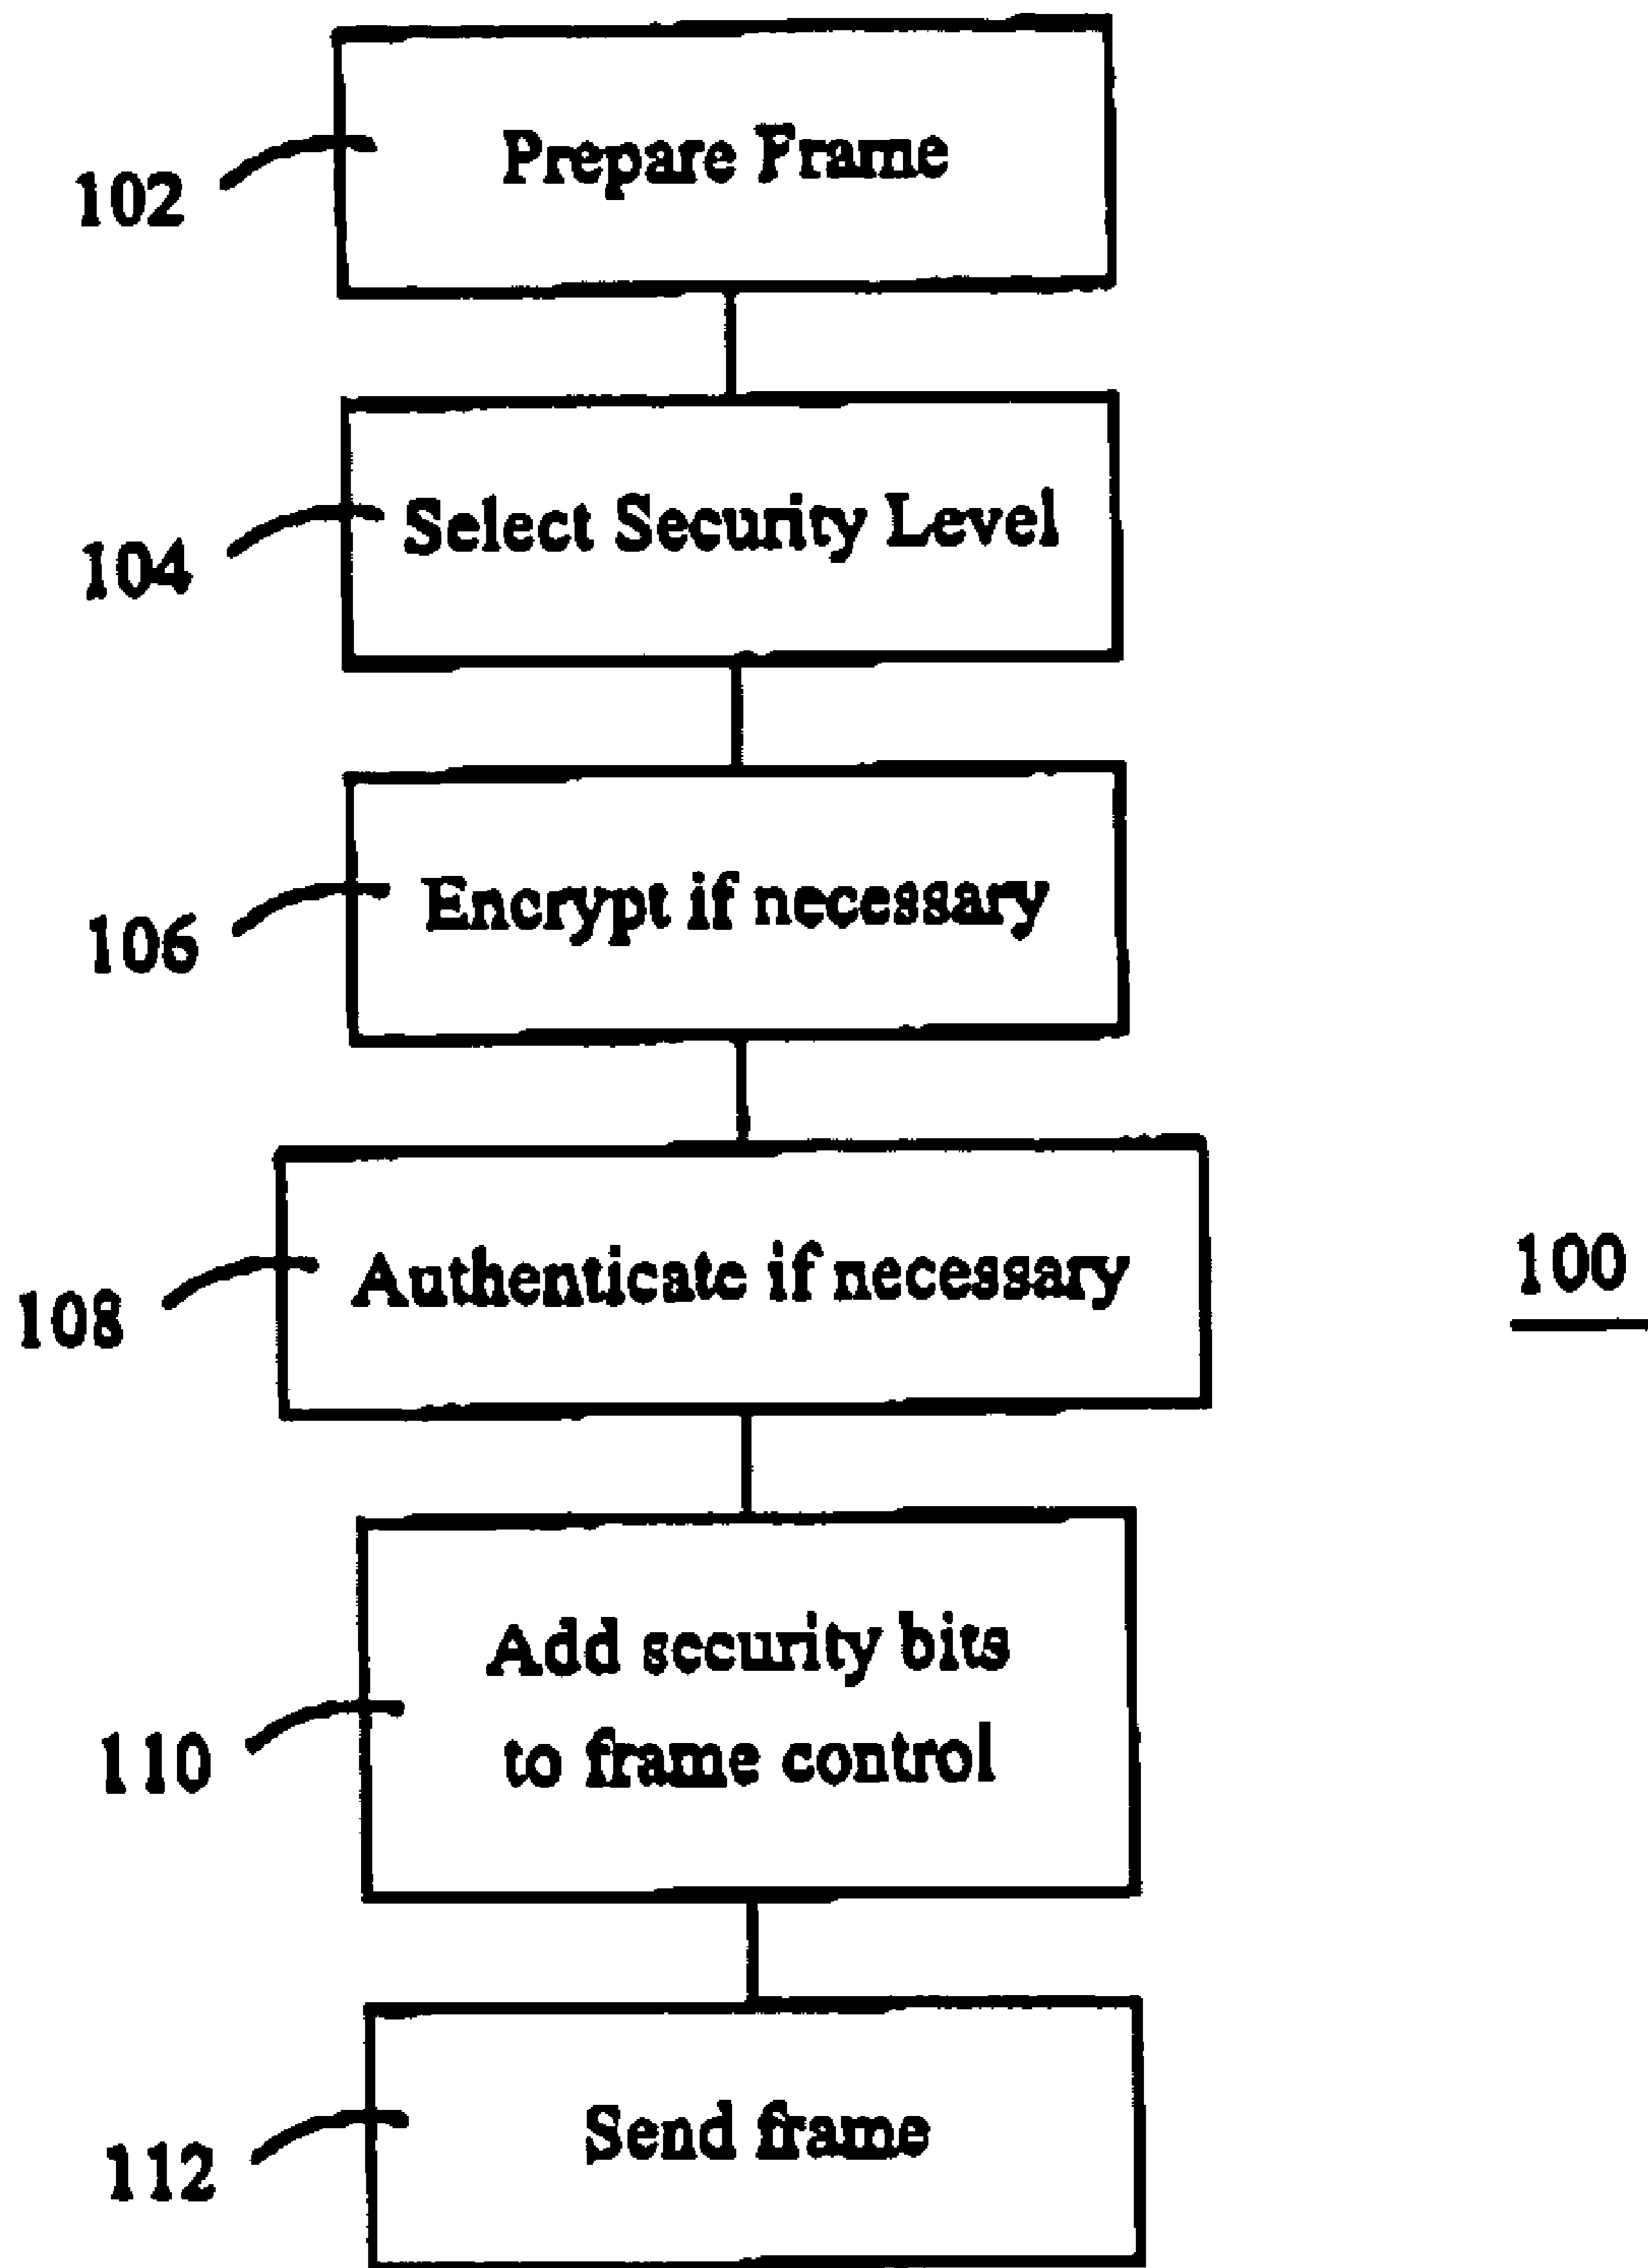 Prepare Frame
102
Select Security Level
104
Encrypt if necessary
106
Authenticate if necessary
108
100
Add security bits
to frame control
110
Send frame
112